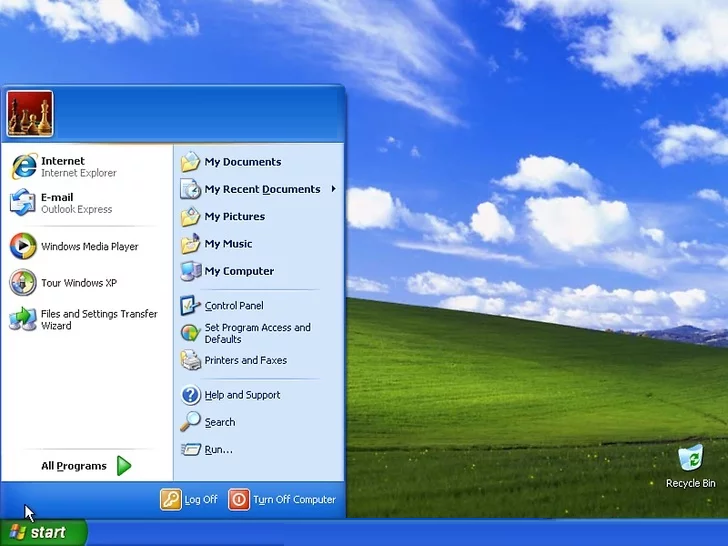 Internet
Internet Explorer
E-mail
Outlook Express
Windows Media Player
Tour Windows XP
Files and Settings Transfer
Wizard
All Programs
My Documents
My Recent Documents
My Pictures
My Music
My Computer
Control Panel
Set Program Access and
Defaults
Printers and Faxes
Help and Support
Search
Run...
Log Off
Turn Off Computer
Recycle Bin
start